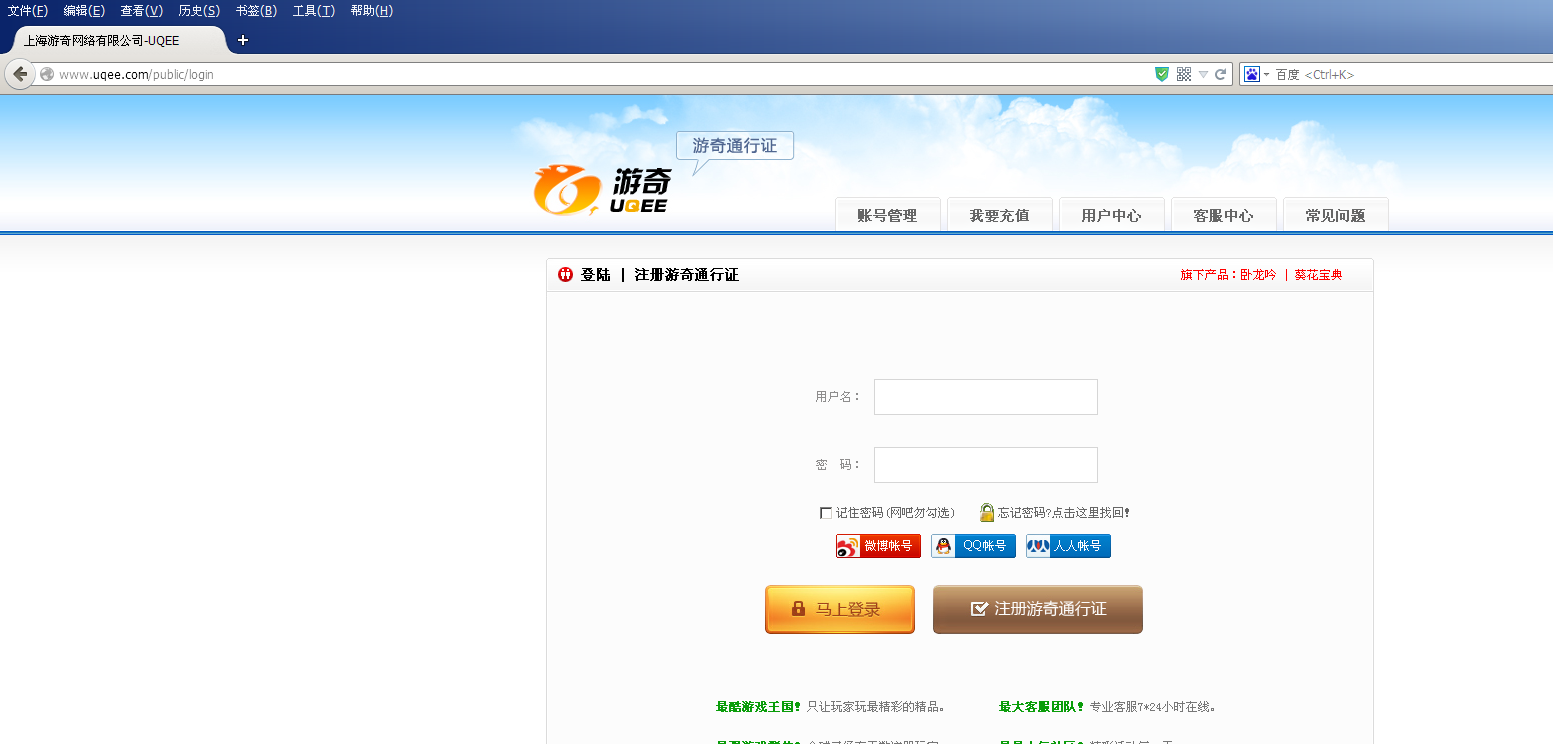 文件(F) 编辑(E) 查看(V) 历史(S) 书签(B) 工具(T) 帮助(H)
上海游奇网络有限公司-UQEE
www.uqee.com/public/login
百度 <Ctrl+K>
游奇通行证
游奇
UQEE
账号管理 我要充值 用户中心 客服中心 常见问题
登陆 | 注册游奇通行证
旗下产品：卧龙吟 | 葵花宝典
用户名：
密 码：
记住密码(网吧勿勾选) 忘记密码?点击这里找回!
微博帐号 QQ帐号 人人帐号
马上登录 注册游奇通行证
最酷游戏王国! 只让玩家玩最精彩的精品。 最大客服团队! 专业客服7*24小时在线。